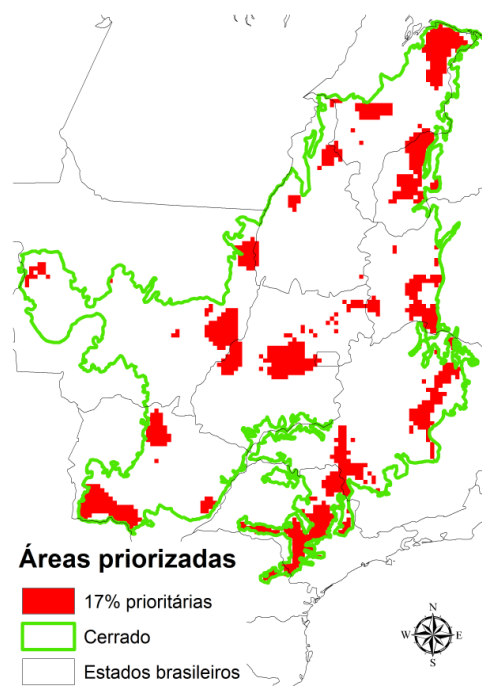 Áreas priorizadas
17% prioritárias
Cerrado
Estados brasileiros
N
W E
S